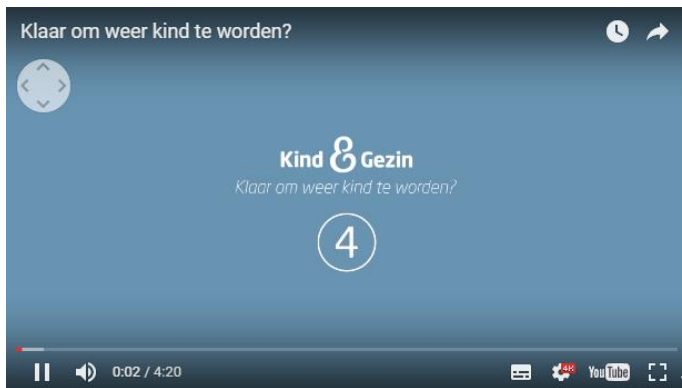 Klaar om weer kind te worden?
Kind & Gezin
Klaar om weer kind te worden?
4
0:02 / 4:20
4K
YouTube